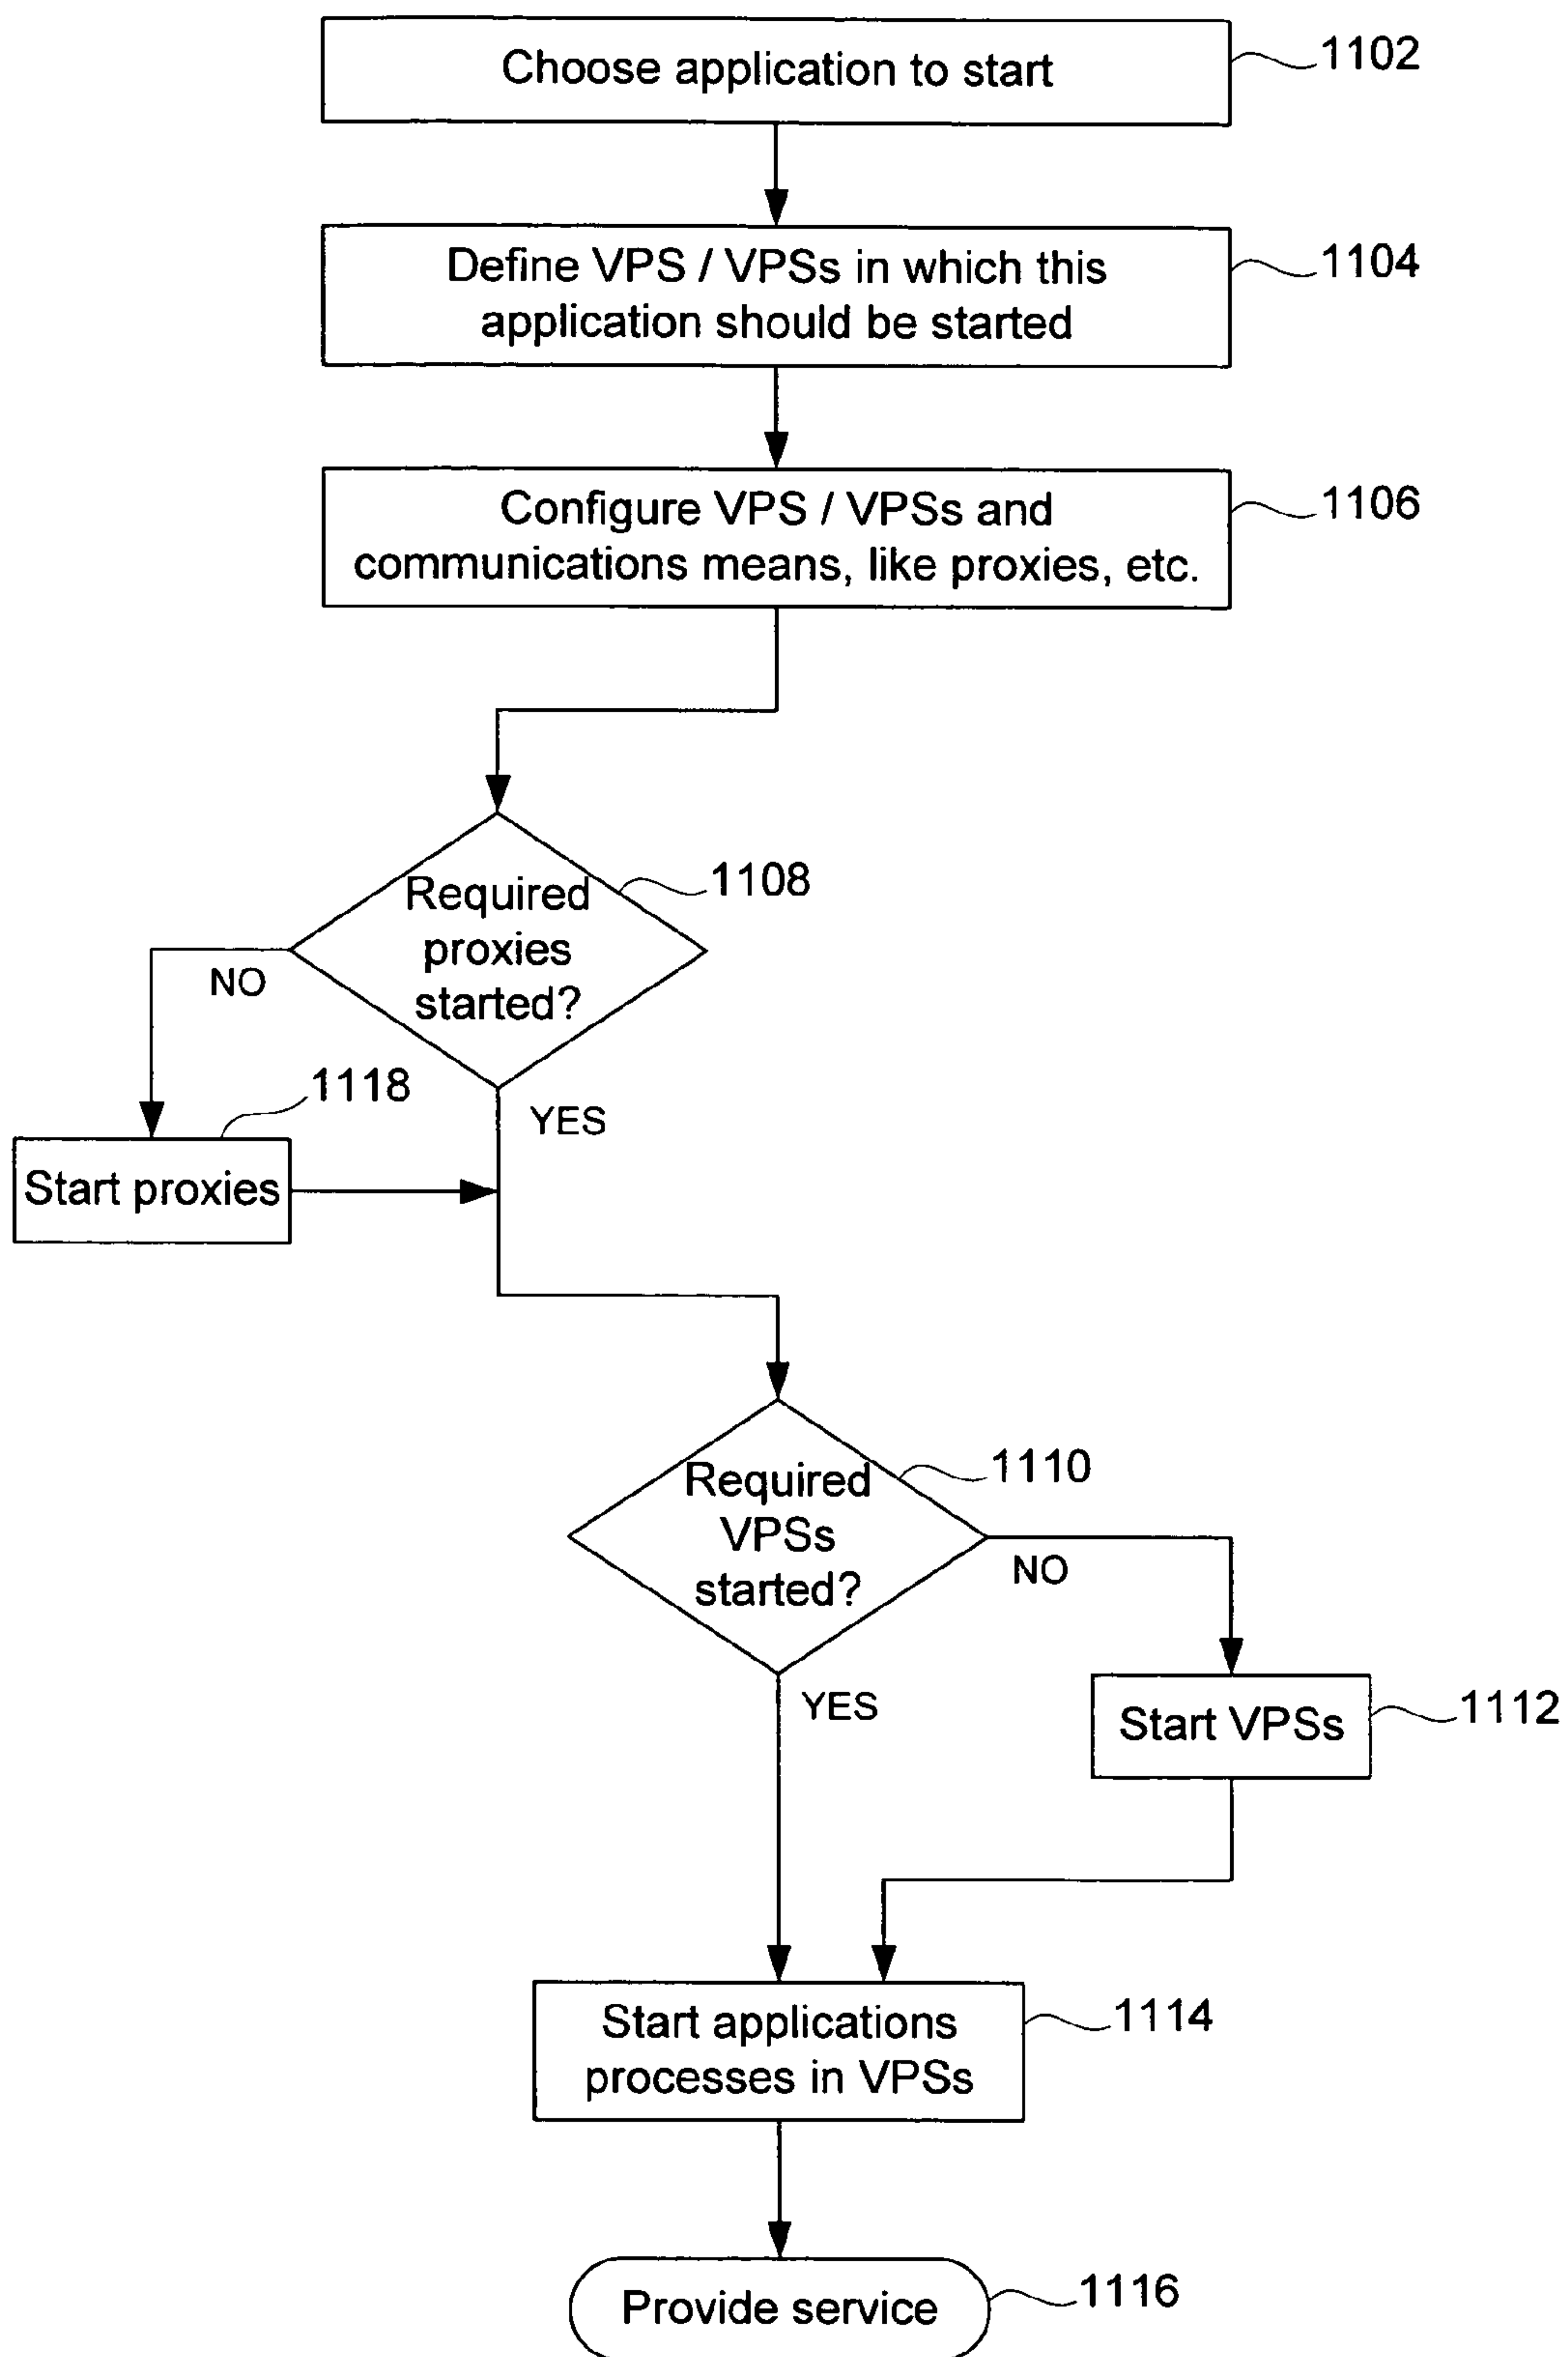 Choose application to start
1102
Define VPS / VPSs in which this
application should be started
1104
Configure VPS / VPSs and
communications means, like proxies, etc.
1106
Required
proxies
started?
1108
NO
YES
1118
Start proxies
Required
VPSs
started?
1110
NO
YES
Start VPSs
1112
Start applications
processes in VPSs
1114
Provide service
1116